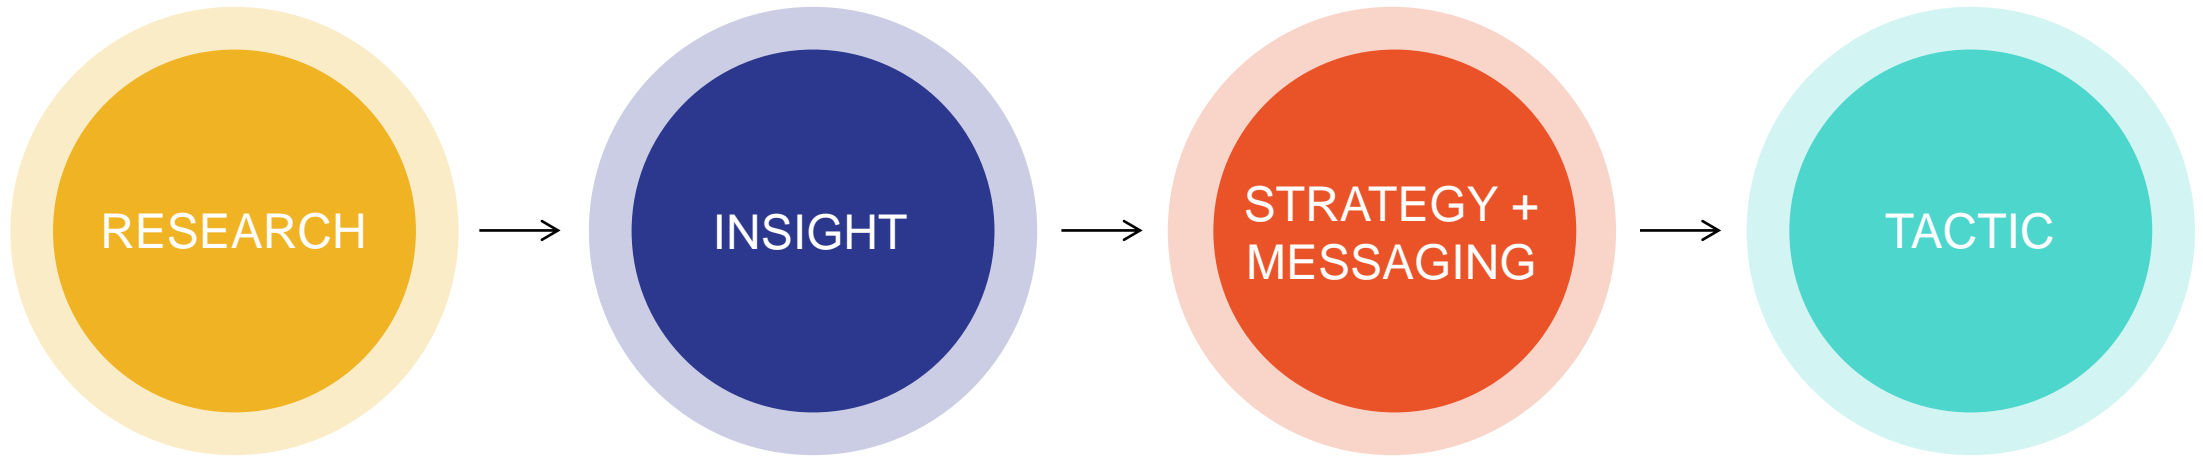 RESEARCH
INSIGHT
STRATEGY +
MESSAGING
TACTIC